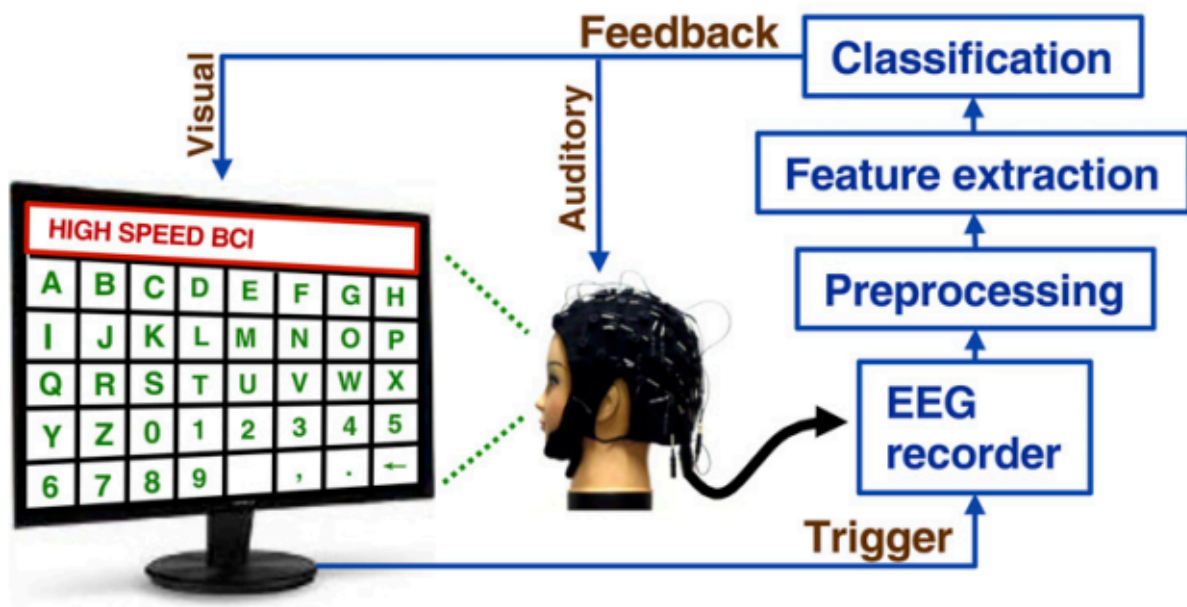 Feedback
Classification
Visual
Auditory
Feature extraction
HIGH SPEED BCI
A B C D E F G H
I J K L M N O P
Q R S T U V W X
Y Z 0 1 2 3 4 5
6 7 8 9 , . ←
Preprocessing
EEG
recorder
Trigger